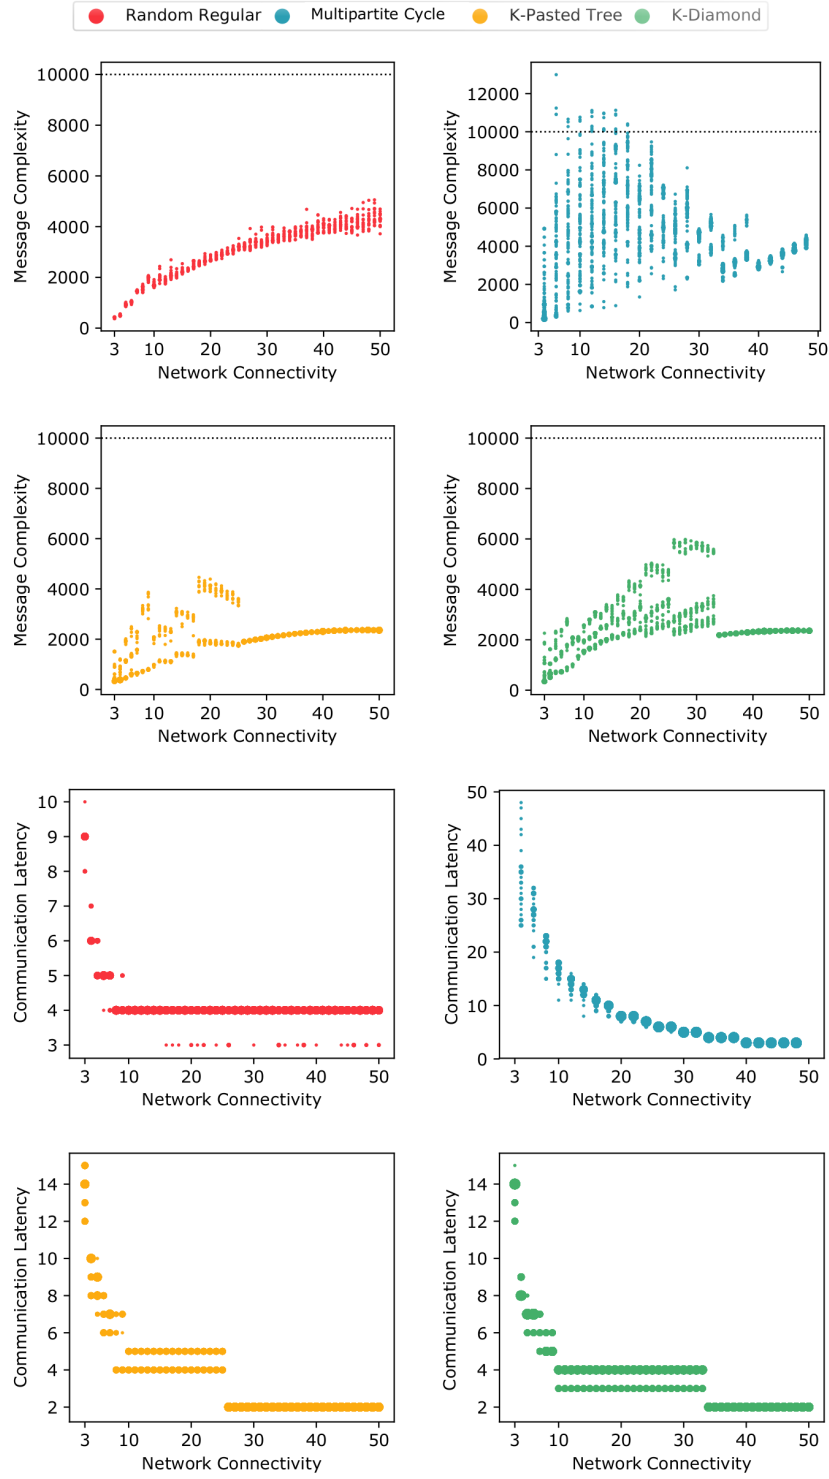 Random Regular Multipartite Cycle K-Pasted Tree K-Diamond
10000
8000
6000
4000
2000
0
Message Complexity
3 10 20 30 40 50
Network Connectivity
12000
10000
8000
6000
4000
2000
0
Message Complexity
3 10 20 30 40 50
Network Connectivity
10000
8000
6000
4000
2000
0
Message Complexity
3 10 20 30 40 50
Network Connectivity
10000
8000
6000
4000
2000
0
Message Complexity
3 10 20 30 40 50
Network Connectivity
10
9
8
7
6
5
4
3
Communication Latency
3 10 20 30 40 50
Network Connectivity
50
40
30
20
10
0
Communication Latency
3 10 20 30 40 50
Network Connectivity
14
12
10
8
6
4
2
Communication Latency
3 10 20 30 40 50
Network Connectivity
14
12
10
8
6
4
2
Communication Latency
3 10 20 30 40 50
Network Connectivity